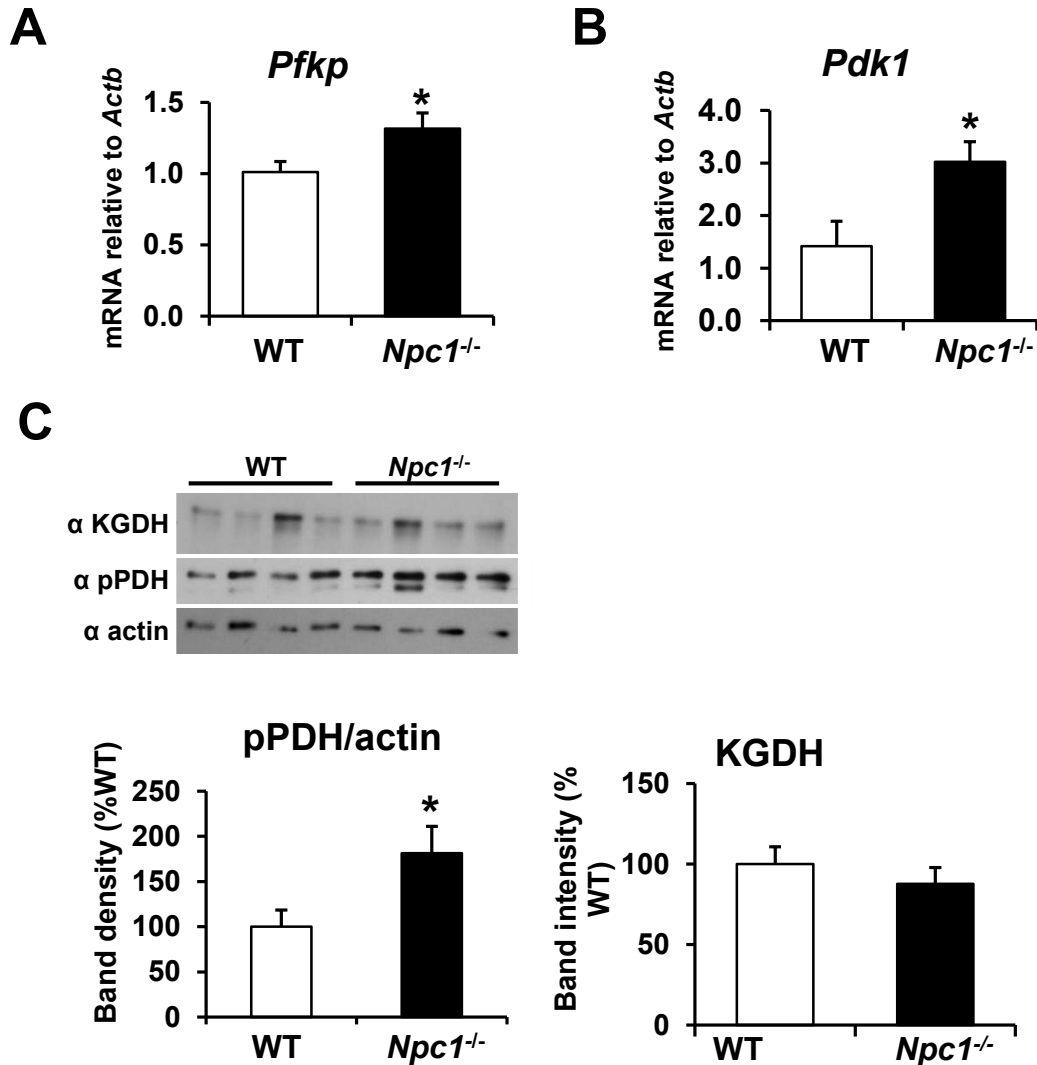 A
Pfkp
mRNA relative to Actb
1.5
1.0
0.5
0.0
*
WT
Npc1-/-
B
Pdk1
mRNA relative to Actb
4.0
3.0
2.0
1.0
0.0
*
WT
Npc1-/-
C
WT
Npc1-/-
α KGDH
α pPDH
α actin
pPDH/actin
Band density (%WT)
250
200
150
100
50
0
*
WT
Npc1-/-
KGDH
Band intensity (%
WT)
150
100
50
0
WT
Npc1-/-